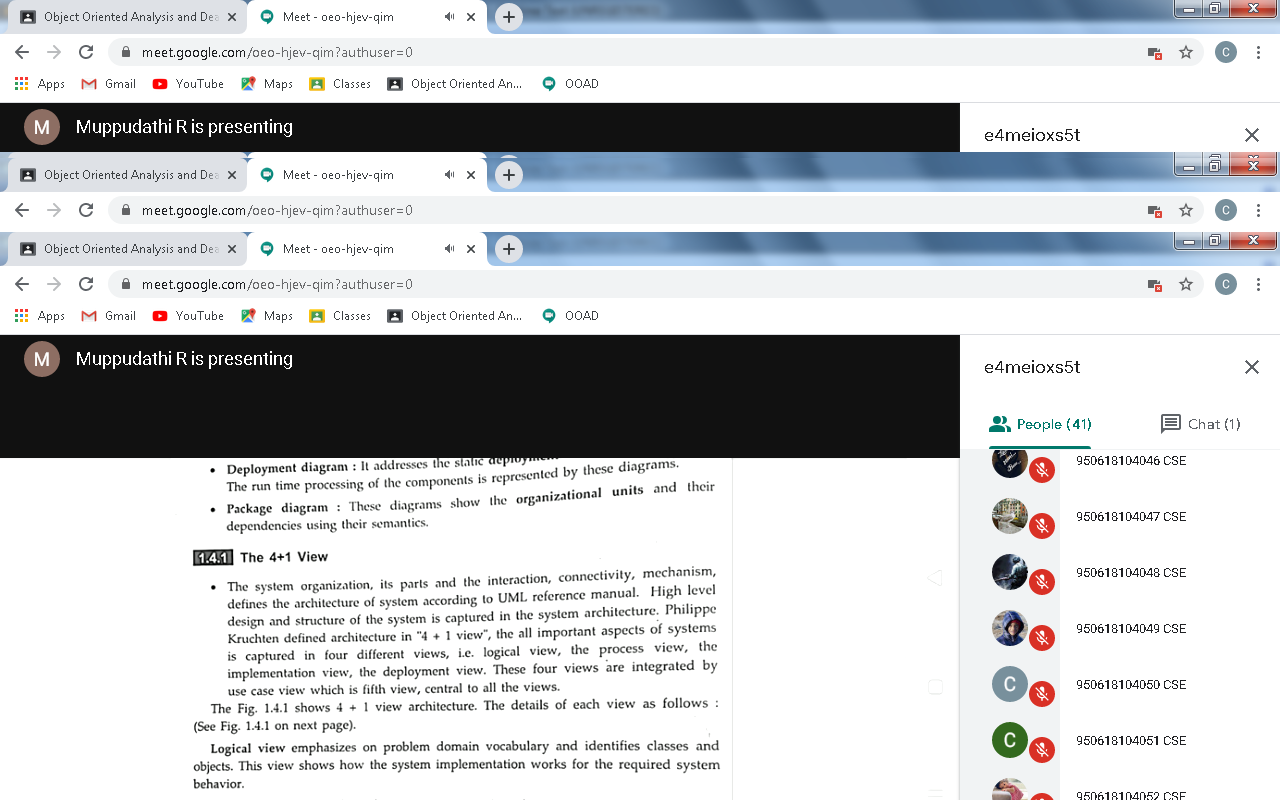 Object Oriented Analysis and Des
Meet - oeo-hjev-qim
meet.google.com/oeo-hjev-qim?authuser=0
Apps Gmail YouTube Maps Classes Object Oriented An... OOAD
M Muppudathi R is presenting
e4meioxs5t
Object Oriented Analysis and Des
Meet - oeo-hjev-qim
meet.google.com/oeo-hjev-qim?authuser=0
Object Oriented Analysis and Des
Meet - oeo-hjev-qim
meet.google.com/oeo-hjev-qim?authuser=0
Apps Gmail YouTube Maps Classes Object Oriented An... OOAD
M Muppudathi R is presenting
• Deployment diagram : It addresses the static
The run time processing of the components is represented by these diagrams.
• Package diagram : These diagrams show the organizational units and their
dependencies using their semantics.
1.4.1 The 4+1 View
• The system organization, its parts and the interaction, connectivity, mechanism,
defines the architecture of system according to UML reference manual. High level
design and structure of the system is captured in the system architecture. Philippe
Kruchten defined architecture in "4 + 1 view", the all important aspects of systems
is captured in four different views, i.e. logical view, the process view, the
implementation view, the deployment view. These four views are integrated by
use case view which is fifth view, central to all the views.
The Fig. 1.4.1 shows 4 + 1 view architecture. The details of each view as follows :
(See Fig. 1.4.1 on next page).
Logical view emphasizes on problem domain vocabulary and identifies classes and
objects. This view shows how the system implementation works for the required system
behavior.
e4meioxs5t
People (41) Chat (1)
950618104046 CSE
950618104047 CSE
950618104048 CSE
950618104049 CSE
C 950618104050 CSE
C 950618104051 CSE
950618104052 CSE